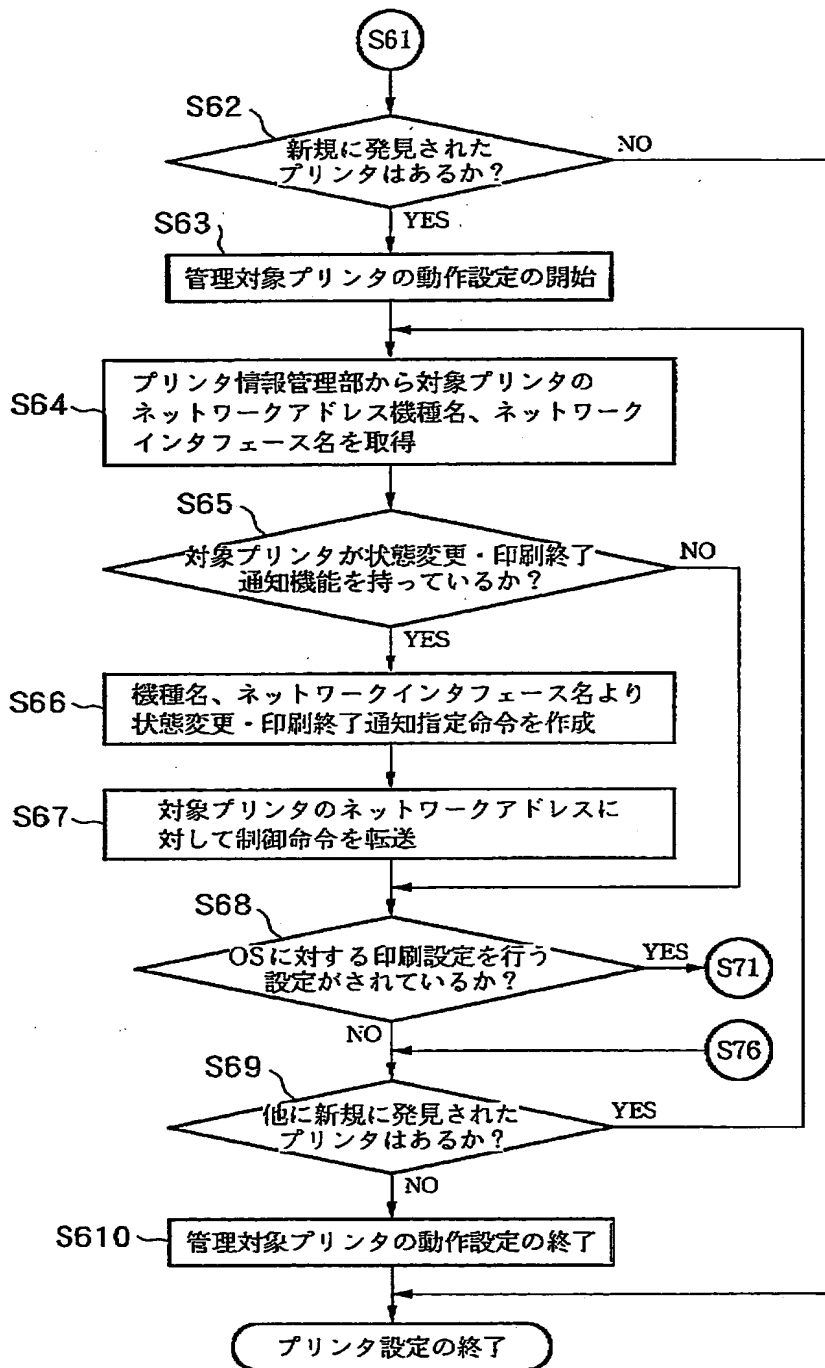 S61
S62
新規に発見された
プリンタはあるか？
NO
YES
S63
管理対象プリンタの動作設定の開始
S64
プリンタ情報管理部から対象プリンタの
ネットワークアドレス機種名、ネットワーク
インタフェース名を取得
S65
対象プリンタが状態変更・印刷終了
通知機能を持っているか？
NO
YES
S66
機種名、ネットワークインタフェース名より
状態変更・印刷終了通知指定命令を作成
S67
対象プリンタのネットワークアドレスに
対して制御命令を転送
S68
OSに対する印刷設定を行う
設定がされているか？
YES
S71
NO
S76
S69
他に新規に発見された
プリンタはあるか？
YES
NO
S610
管理対象プリンタの動作設定の終了
プリンタ設定の終了